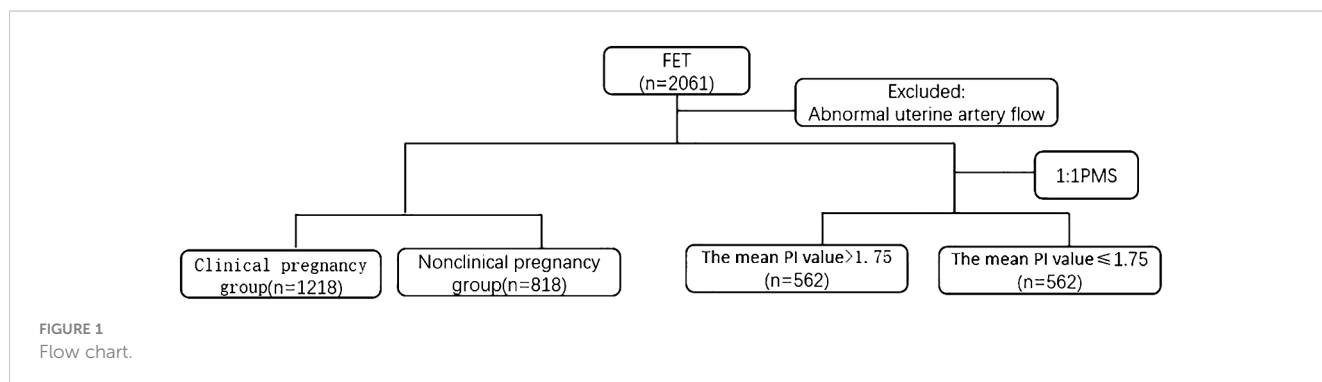 FET
(n=2061)
Excluded:
Abnormal uterine artery flow
1:1PMS
Clinical pregnancy
group(n=1218)
Nonclinical pregnancy
group(n=818)
The mean PI value>1.75
(n=562)
The mean PI value≤1.75
(n=562)
FIGURE 1
Flow chart.